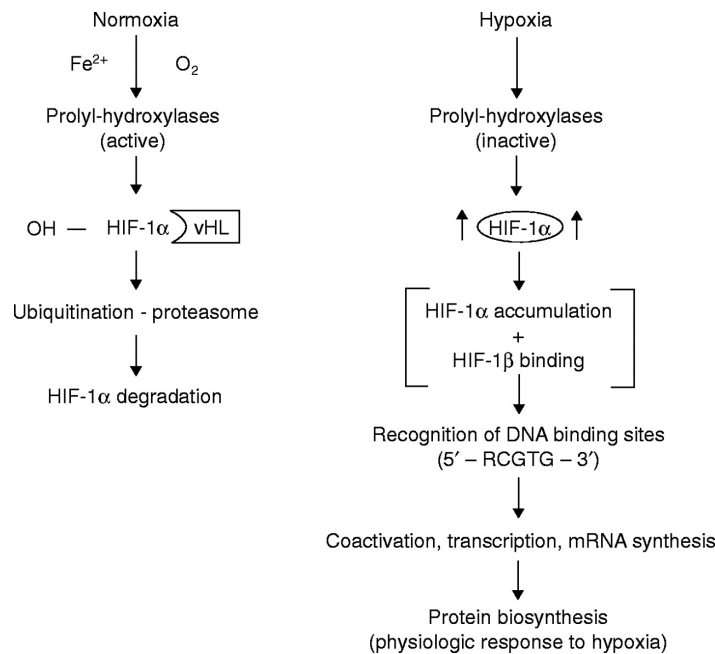 Normoxia
Fe²⁺ O₂
Prolyl-hydroxylases
(active)
OH — HIF-1α vHL
Ubiquitination - proteasome
HIF-1α degradation
Hypoxia
Prolyl-hydroxylases
(inactive)
HIF-1α
HIF-1α accumulation
+
HIF-1β binding
Recognition of DNA binding sites
(5′ – RCGTG – 3′)
Coactivation, transcription, mRNA synthesis
Protein biosynthesis
(physiologic response to hypoxia)